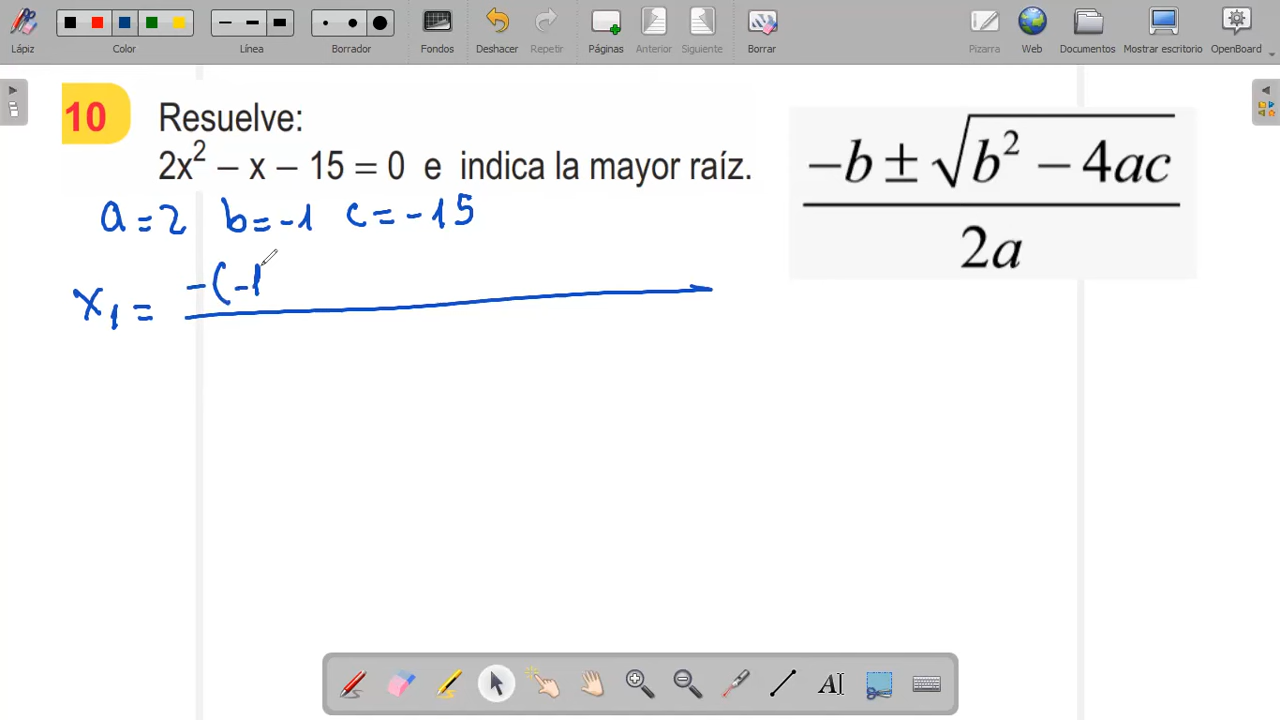 Lápiz Color Línea Borrador Fondos Deshacer Repetir Páginas Anterior Siguiente Borrar Pizarra Web Documentos Mostrar escritorio OpenBoard
10 Resuelve:
2x² − x − 15 = 0 e indica la mayor raíz.
a = 2 b = -1 c = -15
x₁ = -(-1
−b ± √b² − 4ac
2a
AI